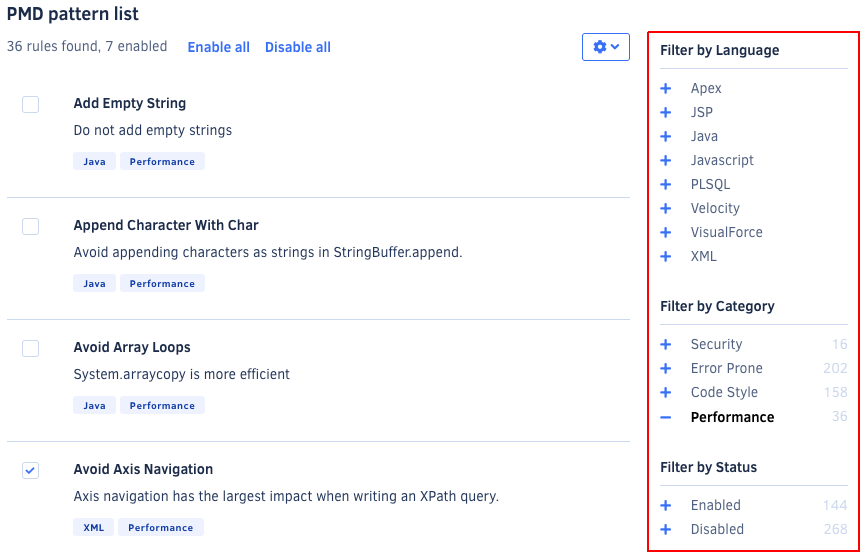 PMD pattern list
36 rules found, 7 enabled Enable all Disable all
Add Empty String
Do not add empty strings
Java Performance
Append Character With Char
Avoid appending characters as strings in StringBuffer.append.
Java Performance
Avoid Array Loops
System.arraycopy is more efficient
Java Performance
Avoid Axis Navigation
Axis navigation has the largest impact when writing an XPath query.
XML Performance
Filter by Language
Apex
JSP
Java
Javascript
PLSQL
Velocity
VisualForce
XML
Filter by Category
Security 16
Error Prone 202
Code Style 158
Performance 36
Filter by Status
Enabled 144
Disabled 268